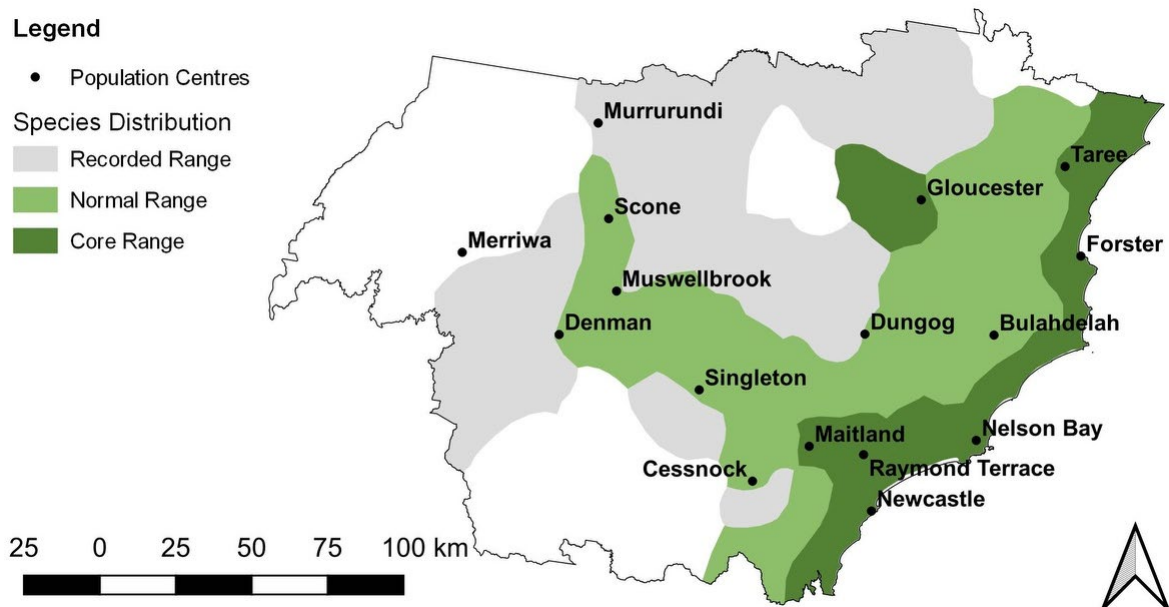 Legend
Population Centres
Species Distribution
Recorded Range
Normal Range
Core Range
Murrurundi
Taree
Gloucester
Scone
Merriwa
Forster
Muswellbrook
Denman
Dungog
Bulahdelah
Singleton
Maitland
Nelson Bay
Cessnock
Raymond Terrace
Newcastle
25 0 25 50 75 100 km